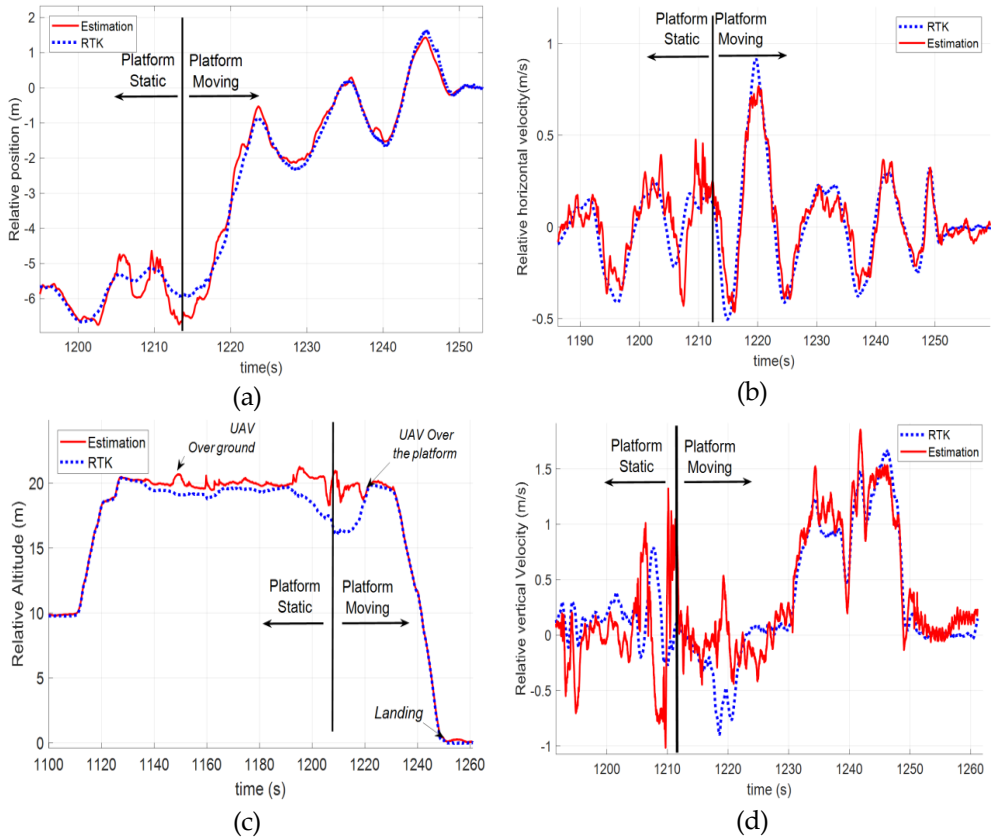 Estimation
RTK
Platform
Static
Platform
Moving
Relative position (m)
2
1
0
-1
-2
-3
-4
-5
-6
1200
1210
1220
1230
1240
1250
time(s)
(a)
RTK
Estimation
Platform
Static
Platform
Moving
Relative horizontal velocity(m/s)
1
0.5
0
-0.5
1190
1200
1210
1220
1230
1240
1250
time(s)
(b)
Estimation
RTK
UAV
Over ground
UAV Over
the platform
Platform
Static
Platform
Moving
Landing
Relative Altitude (m)
20
15
10
5
0
1100
1120
1140
1160
1180
1200
1220
1240
1260
time (s)
(c)
RTK
Estimation
Platform
Static
Platform
Moving
Relative vertical Velocity (m/s)
1.5
1
0.5
0
-0.5
-1
1200
1210
1220
1230
1240
1250
1260
time (s)
(d)